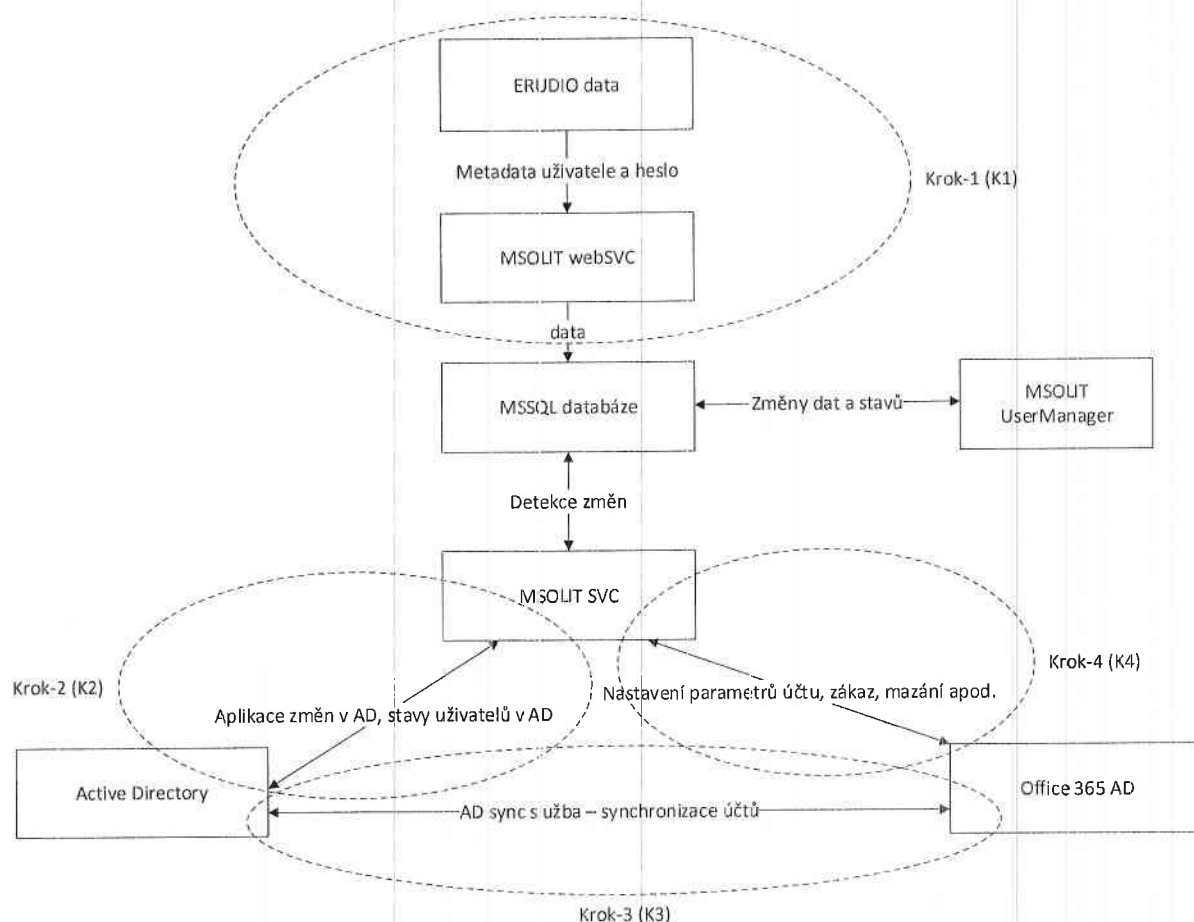 ERIJDIO data
Metadata uživatele a heslo
Krok-1 (K1)
MSOLIT webSVC
data
MSSQL databáze
Změny dat a stavů
MSOLIT
UserManager
Detekce změn
MSOLIT SVC
Krok-4 (K4)
Krok-2 (K2)
Nastavení parametrů účtu, zákaz, mazání apod.
Aplikace změn v AD, stavy uživatelů v AD
Active Directory
Office 365 AD
AD sync s užba – synchronizace účtů
Krok-3 (K3)